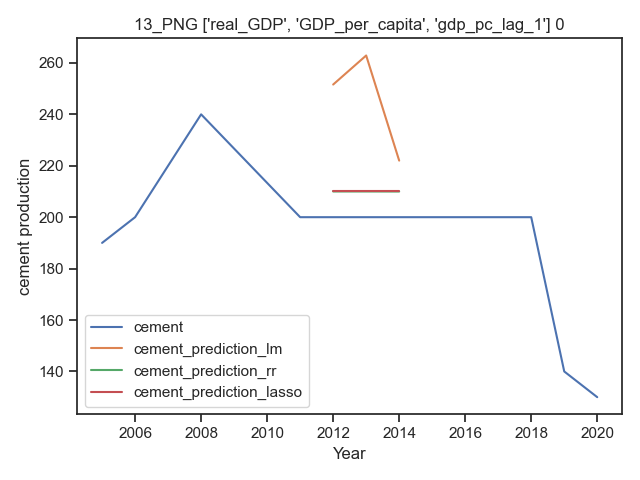 13_PNG ['real_GDP', 'GDP_per_capita', 'gdp_pc_lag_1'] 0
260
240
220
200
180
160
140
cement production
cement
cement_prediction_lm
cement_prediction_rr
cement_prediction_lasso
2006 2008 2010 2012 2014 2016 2018 2020
Year